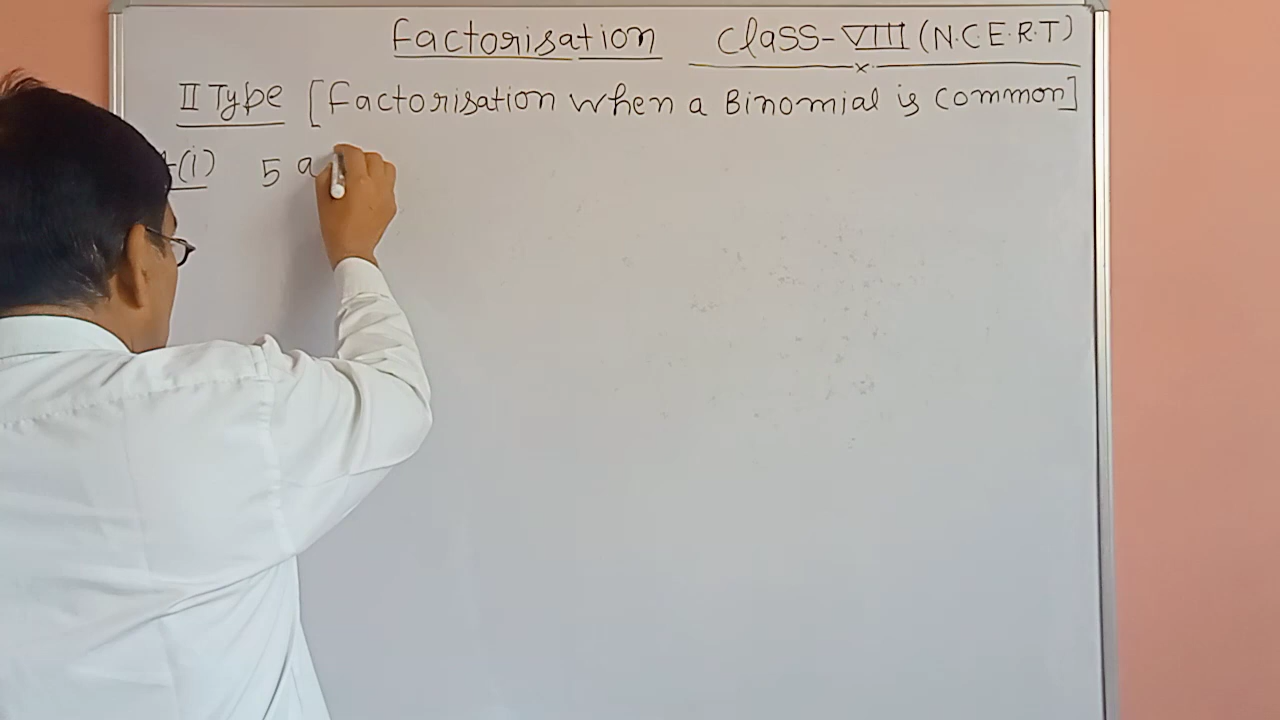 Factorisation Class-VIII (N.C.E.R.T)
II Type [Factorisation when a Binomial is common]
(i) 5 a